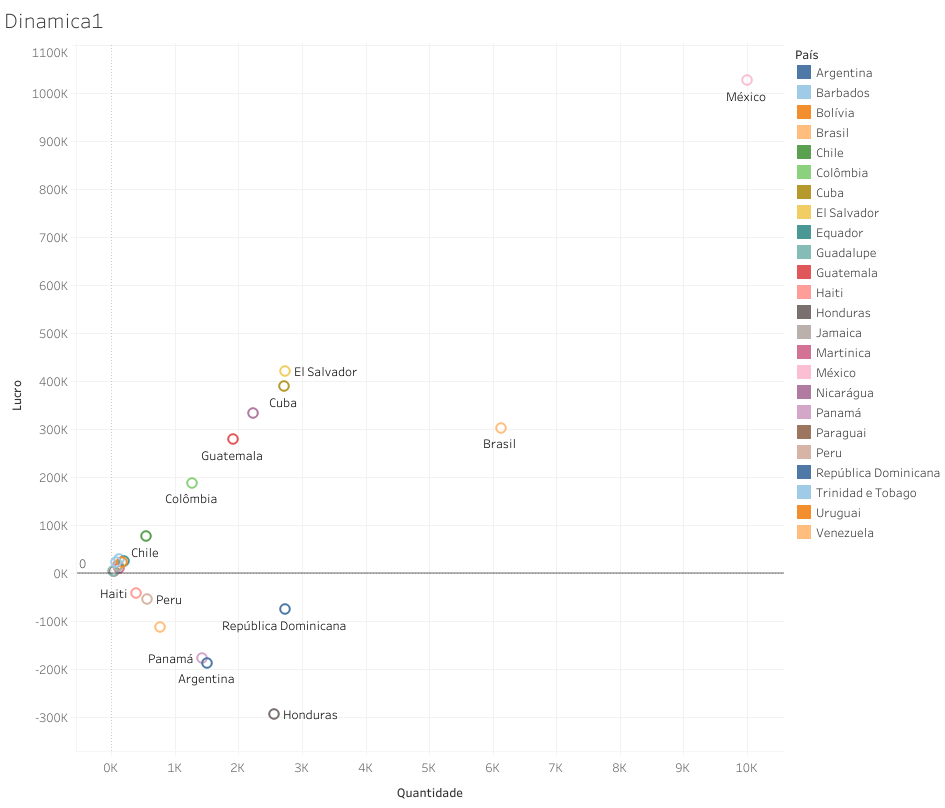 Dinamica1
1100K
1000K
900K
800K
700K
600K
500K
400K
300K
200K
100K
0K
-100K
-200K
-300K
Lucro
0
México
El Salvador
Cuba
Brasil
Guatemala
Colômbia
Chile
Haiti
Peru
República Dominicana
Panamá
Argentina
Honduras
0K
1K
2K
3K
4K
5K
6K
7K
8K
9K
10K
Quantidade
País
Argentina
Barbados
Bolívia
Brasil
Chile
Colômbia
Cuba
El Salvador
Equador
Guadalupe
Guatemala
Haiti
Honduras
Jamaica
Martinica
México
Nicarágua
Panamá
Paraguai
Peru
República Dominicana
Trinidad e Tobago
Uruguai
Venezuela